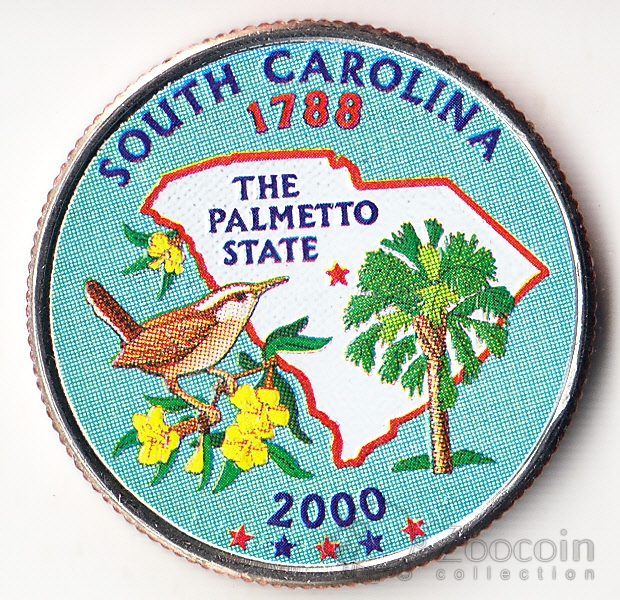 SOUTH CAROLINA
1788
THE
PALMETTO
STATE
2000
Zoocoin
collection